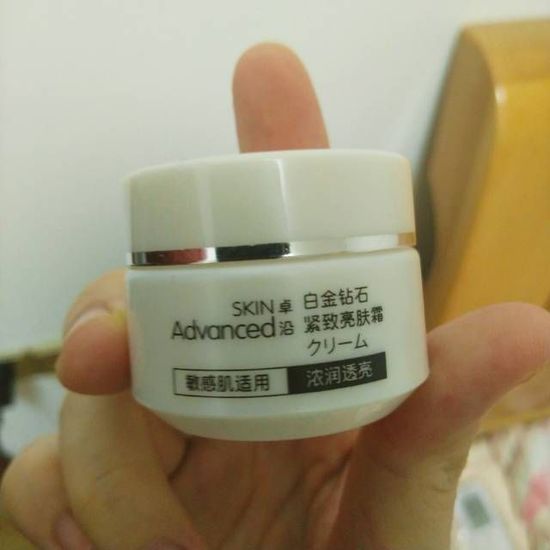 SKIN 卓
Advanced 沿
白金钻石
紧致亮肤霜
クリーム
敏感肌适用 浓润透亮